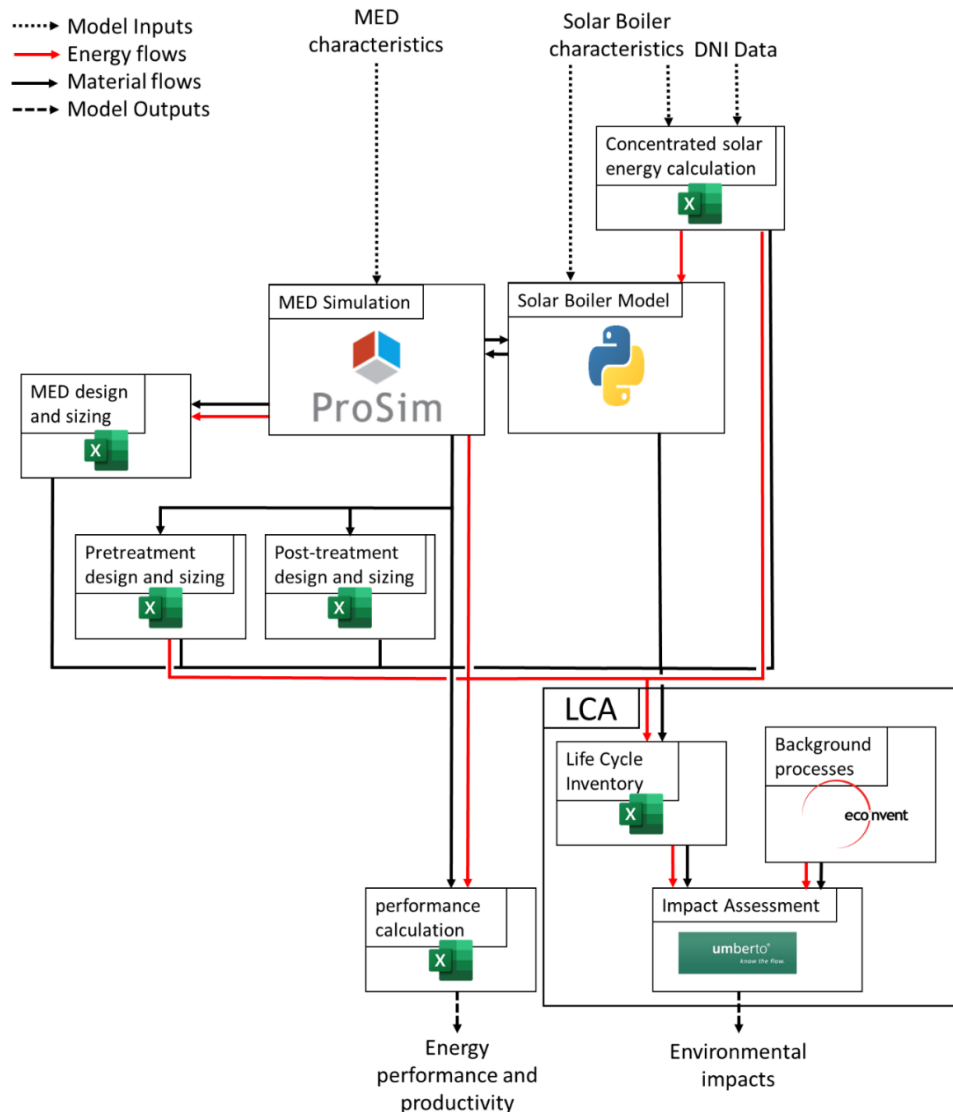 Model Inputs
Energy flows
Material flows
Model Outputs
MED
characteristics
Solar Boiler
characteristics
DNI Data
Concentrated solar
energy calculation
X
MED Simulation
ProSim
Solar Boiler Model
MED design
and sizing
X
Pretreatment
design and sizing
X
Post-treatment
design and sizing
X
LCA
Life Cycle
Inventory
X
Background
processes
ecoinvent
performance
calculation
X
Impact Assessment
umberto®
know the flow.
Energy
performance and
productivity
Environmental
impacts